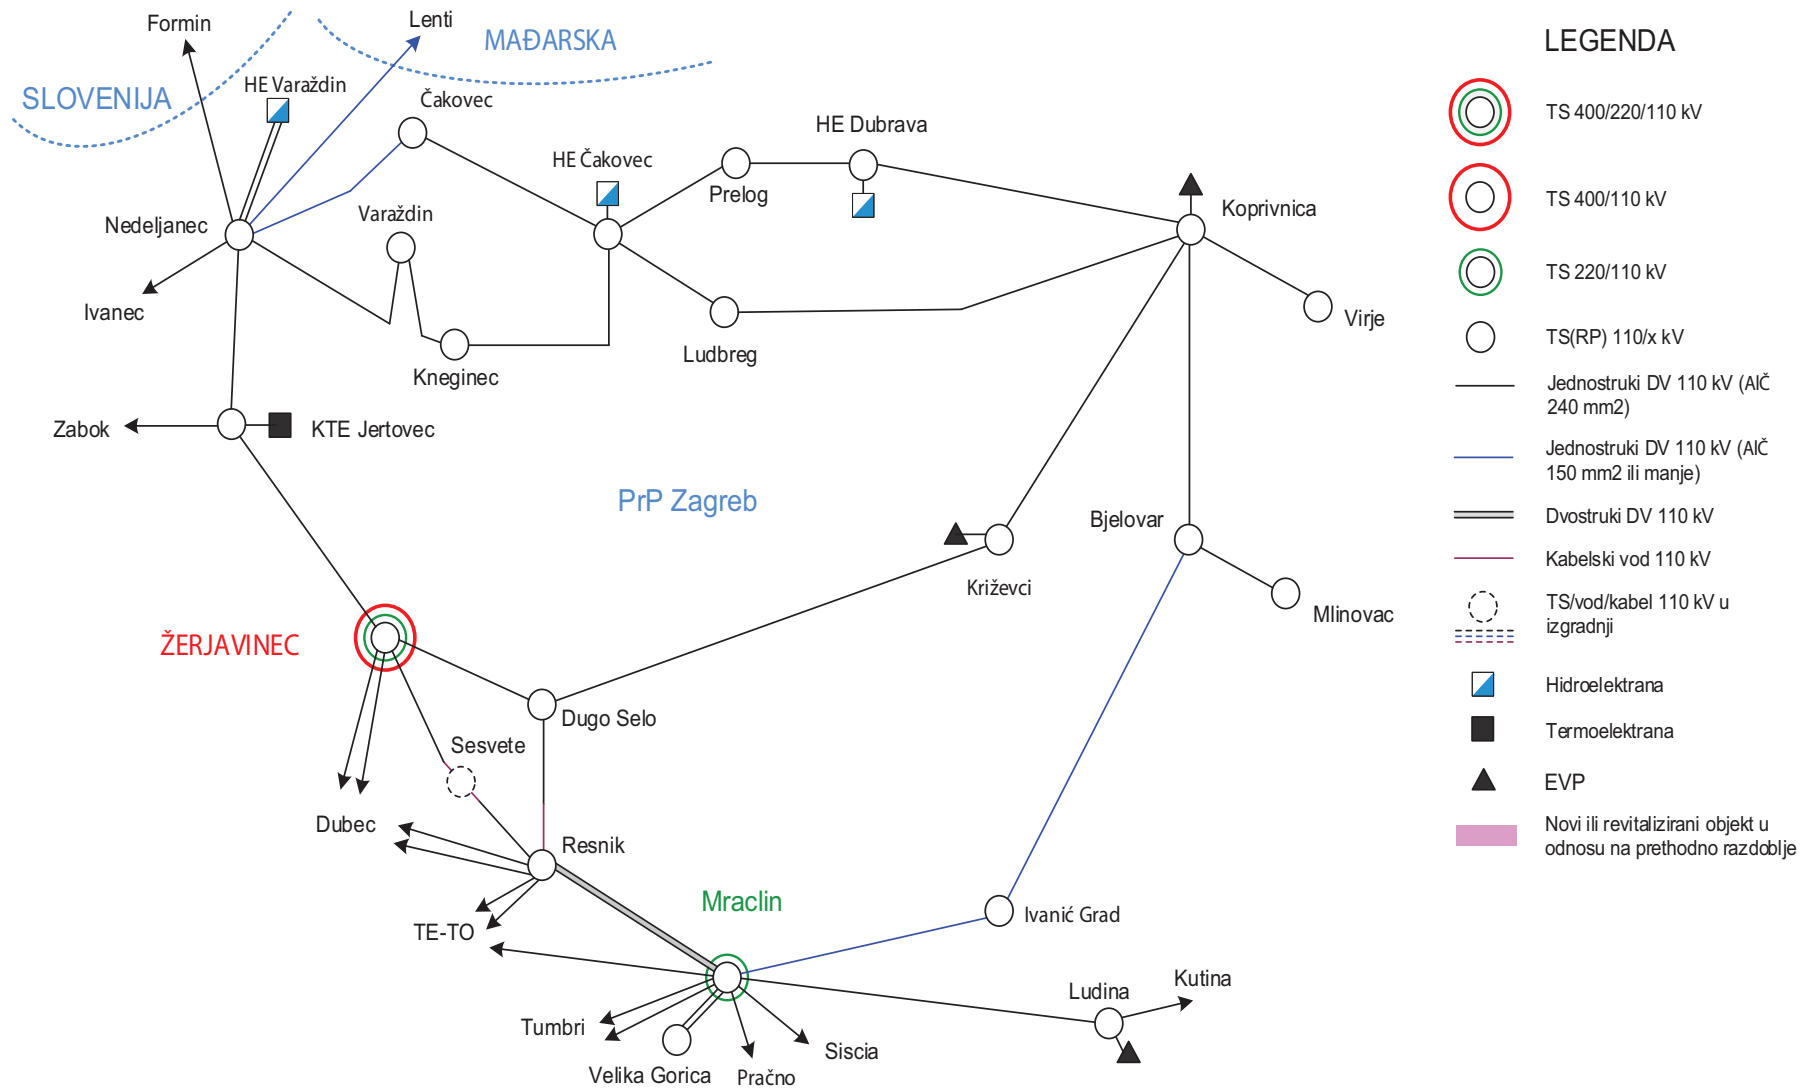 Formin
Lenti
MAĐARSKA
SLOVENIJA
HE Varaždin
Čakovec
HE Dubrava
HE Čakovec
Prelog
Varaždin
Nedeljanec
Koprivnica
Ivanec
Virje
Ludbreg
Kneginec
Zabok
KTE Jertovec
PrP Zagreb
Bjelovar
Križevci
Mlinovac
ŽERJAVINEC
Dugo Selo
Sesvete
Dubec
Resnik
Mraclin
Ivanić Grad
TE-TO
Kutina
Ludina
Tumbri
Siscia
Velika Gorica
Pračno
LEGENDA
TS 400/220/110 kV
TS 400/110 kV
TS 220/110 kV
TS(RP) 110/x kV
Jednostruki DV 110 kV (AlČ
240 mm2)
Jednostruki DV 110 kV (AlČ
150 mm2 ili manje)
Dvostruki DV 110 kV
Kabelski vod 110 kV
TS/vod/kabel 110 kV u
izgradnji
Hidroelektrana
Termoelektrana
EVP
Novi ili revitalizirani objekt u
odnosu na prethodno razdoblje